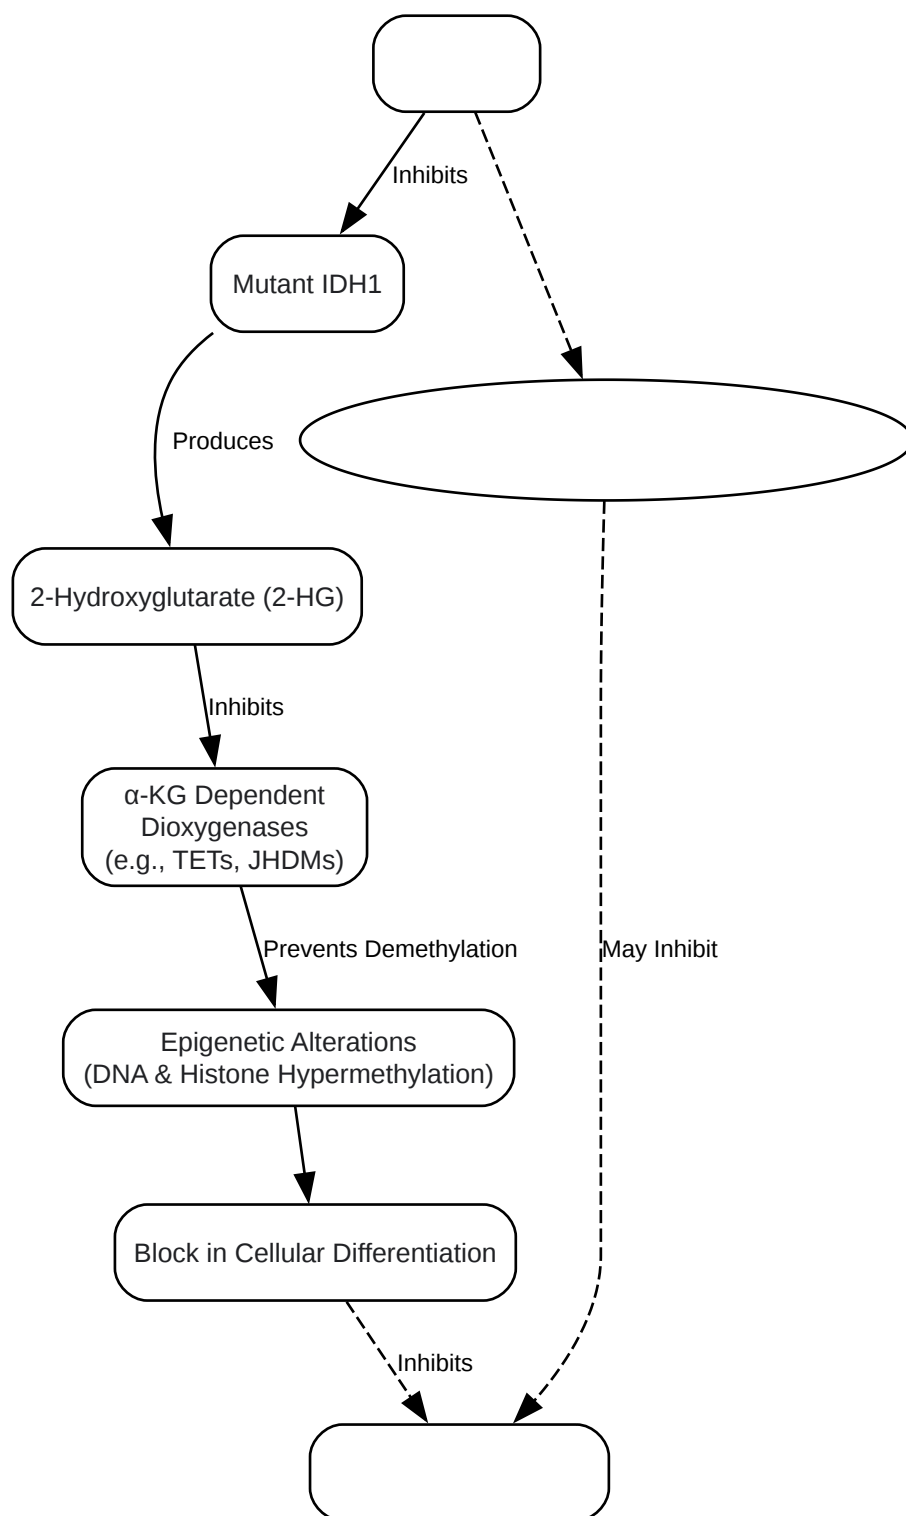 Inhibits
Mutant IDH1
Produces
2-Hydroxyglutarate (2-HG)
Inhibits
α-KG Dependent
Dioxygenases
(e.g., TETs, JHDMs)
Prevents Demethylation
May Inhibit
Epigenetic Alterations
(DNA & Histone Hypermethylation)
Block in Cellular Differentiation
Inhibits